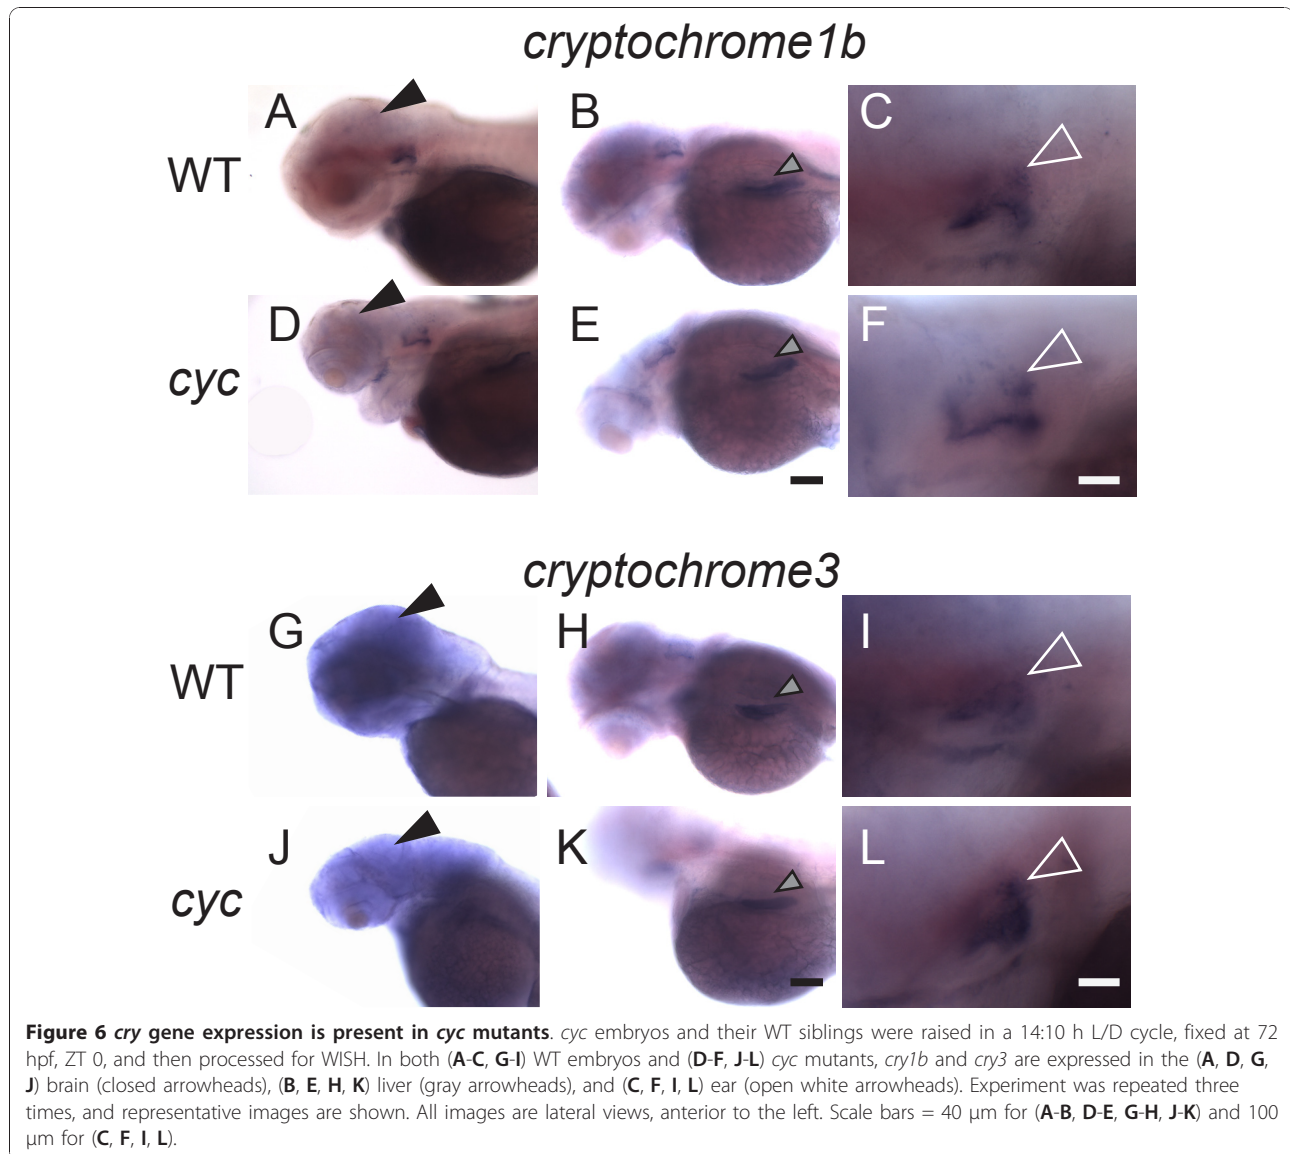 cryptochrome1b
A
B
C
WT
D
E
F
cyc
cryptochrome3
G
H
I
WT
J
K
L
cyc
Figure 6 cry gene expression is present in cyc mutants. cyc embryos and their WT siblings were raised in a 14:10 h L/D cycle, fixed at 72
hpf, ZT 0, and then processed for WISH. In both (A-C, G-I) WT embryos and (D-F, J-L) cyc mutants, cry1b and cry3 are expressed in the (A, D, G,
J) brain (closed arrowheads), (B, E, H, K) liver (gray arrowheads), and (C, F, I, L) ear (open white arrowheads). Experiment was repeated three
times, and representative images are shown. All images are lateral views, anterior to the left. Scale bars = 40 μm for (A-B, D-E, G-H, J-K) and 100
μm for (C, F, I, L).